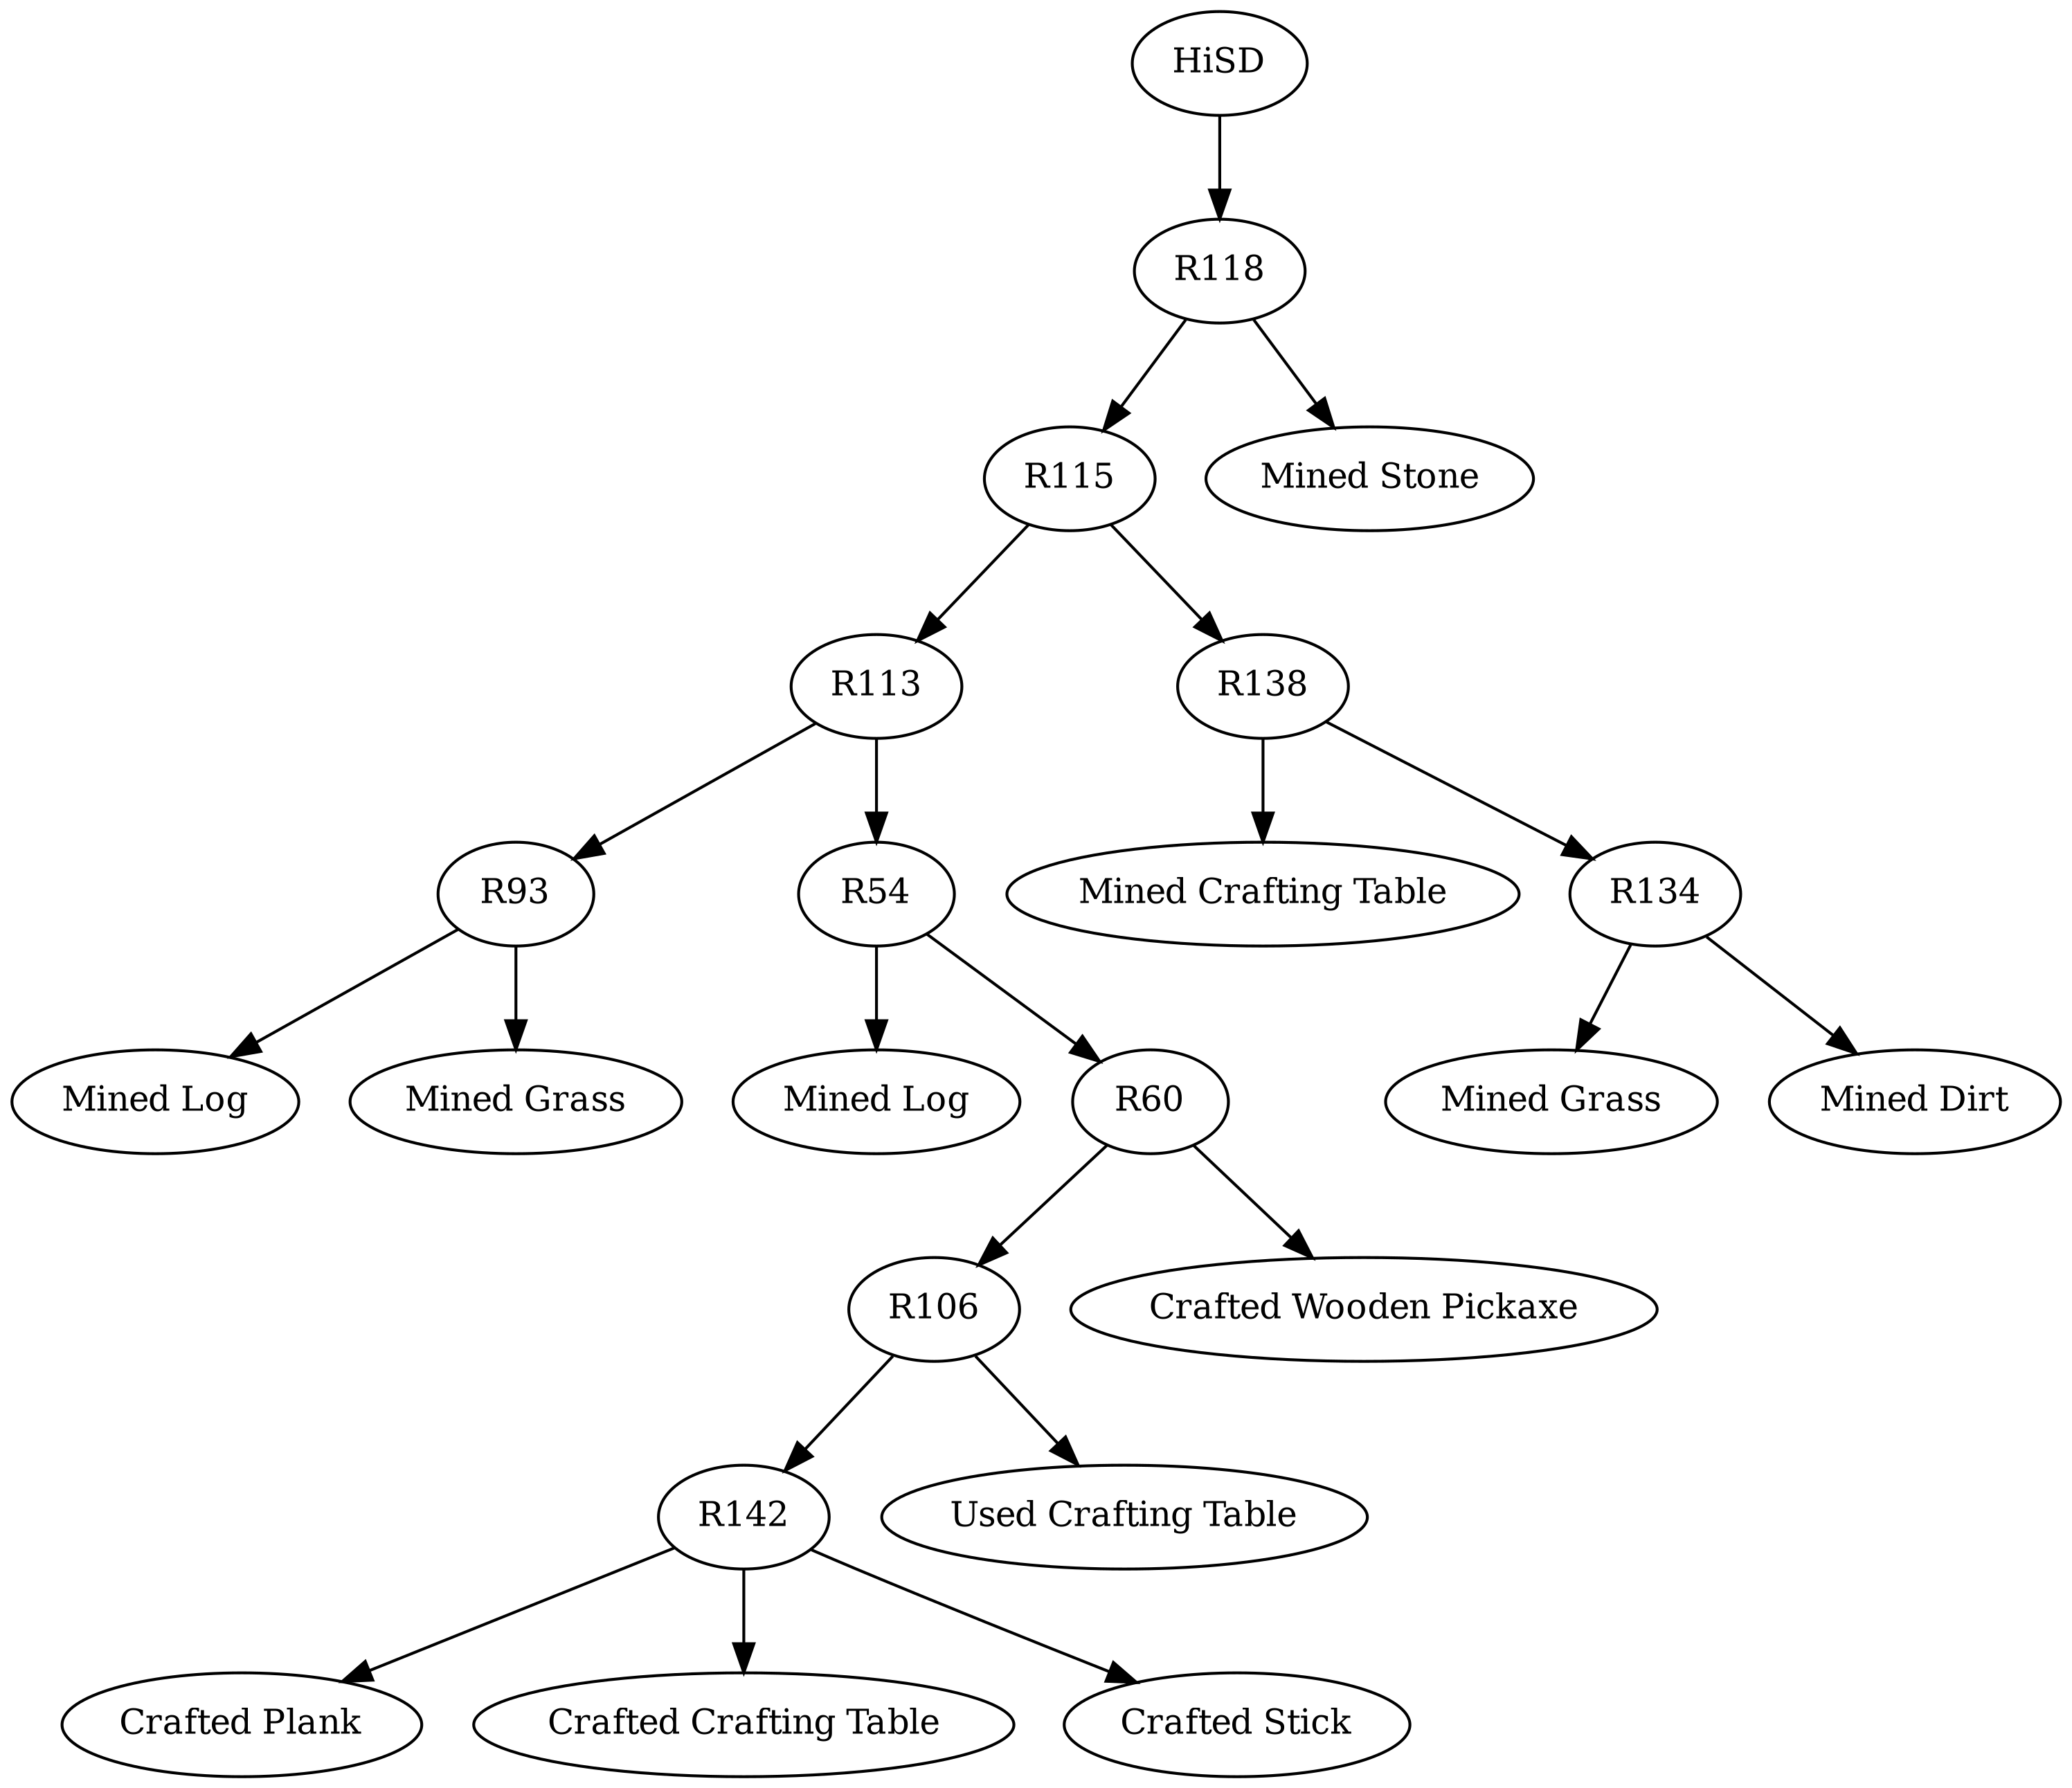 HiSD
R118
R115
Mined Stone
R113
R138
R93
R54
Mined Crafting Table
R134
Mined Log
Mined Grass
Mined Log
R60
Mined Grass
Mined Dirt
R106
Crafted Wooden Pickaxe
R142
Used Crafting Table
Crafted Plank
Crafted Crafting Table
Crafted Stick